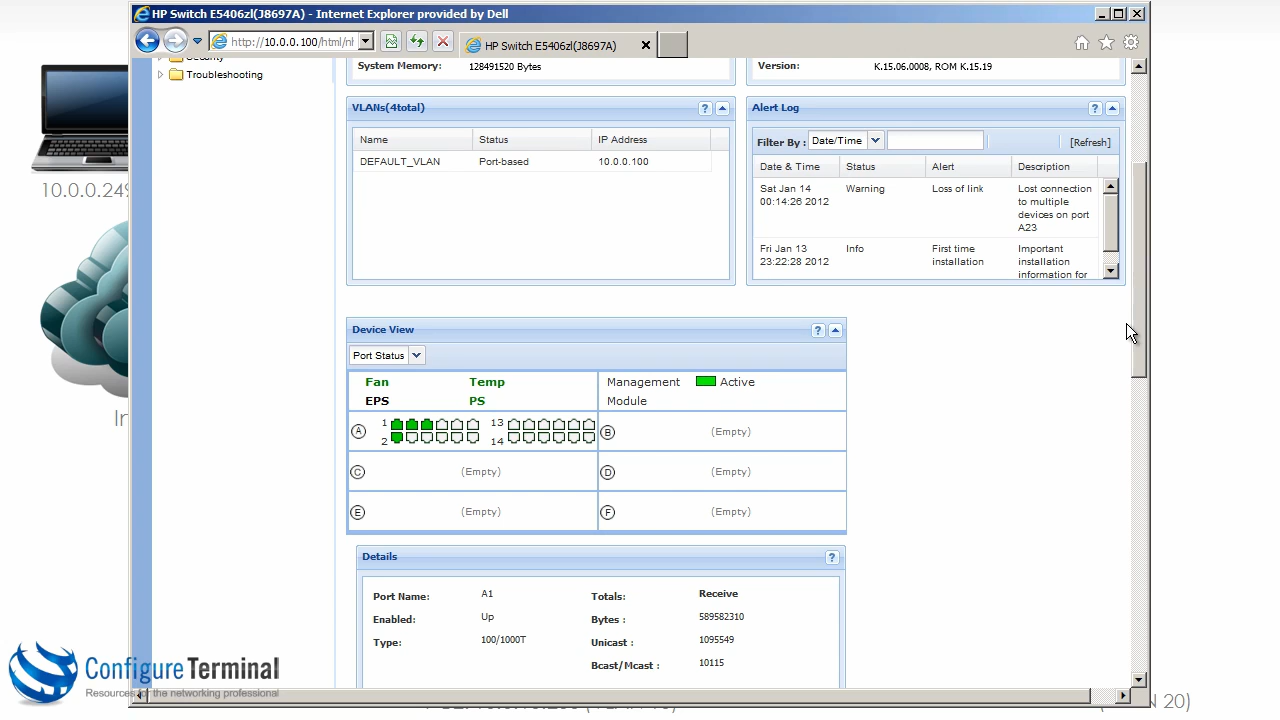 HP Switch E5406zl(J8697A) - Internet Explorer provided by Dell
http://10.0.0.100/html/nh
HP Switch E5406zl(J8697A)
Security
Troubleshooting
System Memory: 128491520 Bytes
Version: K.15.06.0008, ROM K.15.19
VLANs(4total) ?
Name Status IP Address
DEFAULT_VLAN Port-based 10.0.0.100
Alert Log ?
Filter By : Date/Time [Refresh]
Date & Time Status Alert Description
Sat Jan 14 Warning Loss of link Lost connection
00:14:26 2012 to multiple
devices on port
A23
Fri Jan 13 Info First time Important
23:22:28 2012 installation installation
information for
10.0.0.249
In
Device View ?
Port Status
Fan Temp Management Active
EPS PS Module
A 1 13 B (Empty)
2 14
C (Empty) D (Empty)
E (Empty) F (Empty)
Details ?
Port Name: A1 Totals: Receive
Enabled: Up Bytes : 589582310
Type: 100/1000T Unicast : 1095549
Bcast/Mcast : 10115
Configure Terminal
Resources for the networking professional
20)